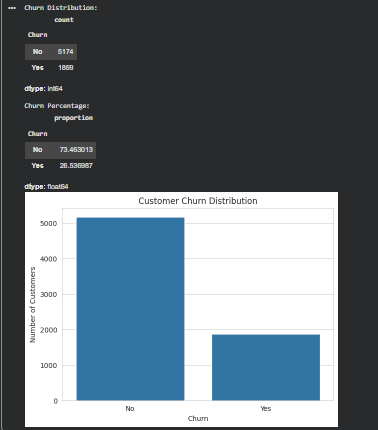 Churn Distribution:
count
Churn
No 5174
Yes 1869
dtype: int64
Churn Percentage:
proportion
Churn
No 73.463013
Yes 26.536987
dtype: float64
Customer Churn Distribution
5000
4000
3000
2000
1000
0
Number of Customers
No Yes
Churn